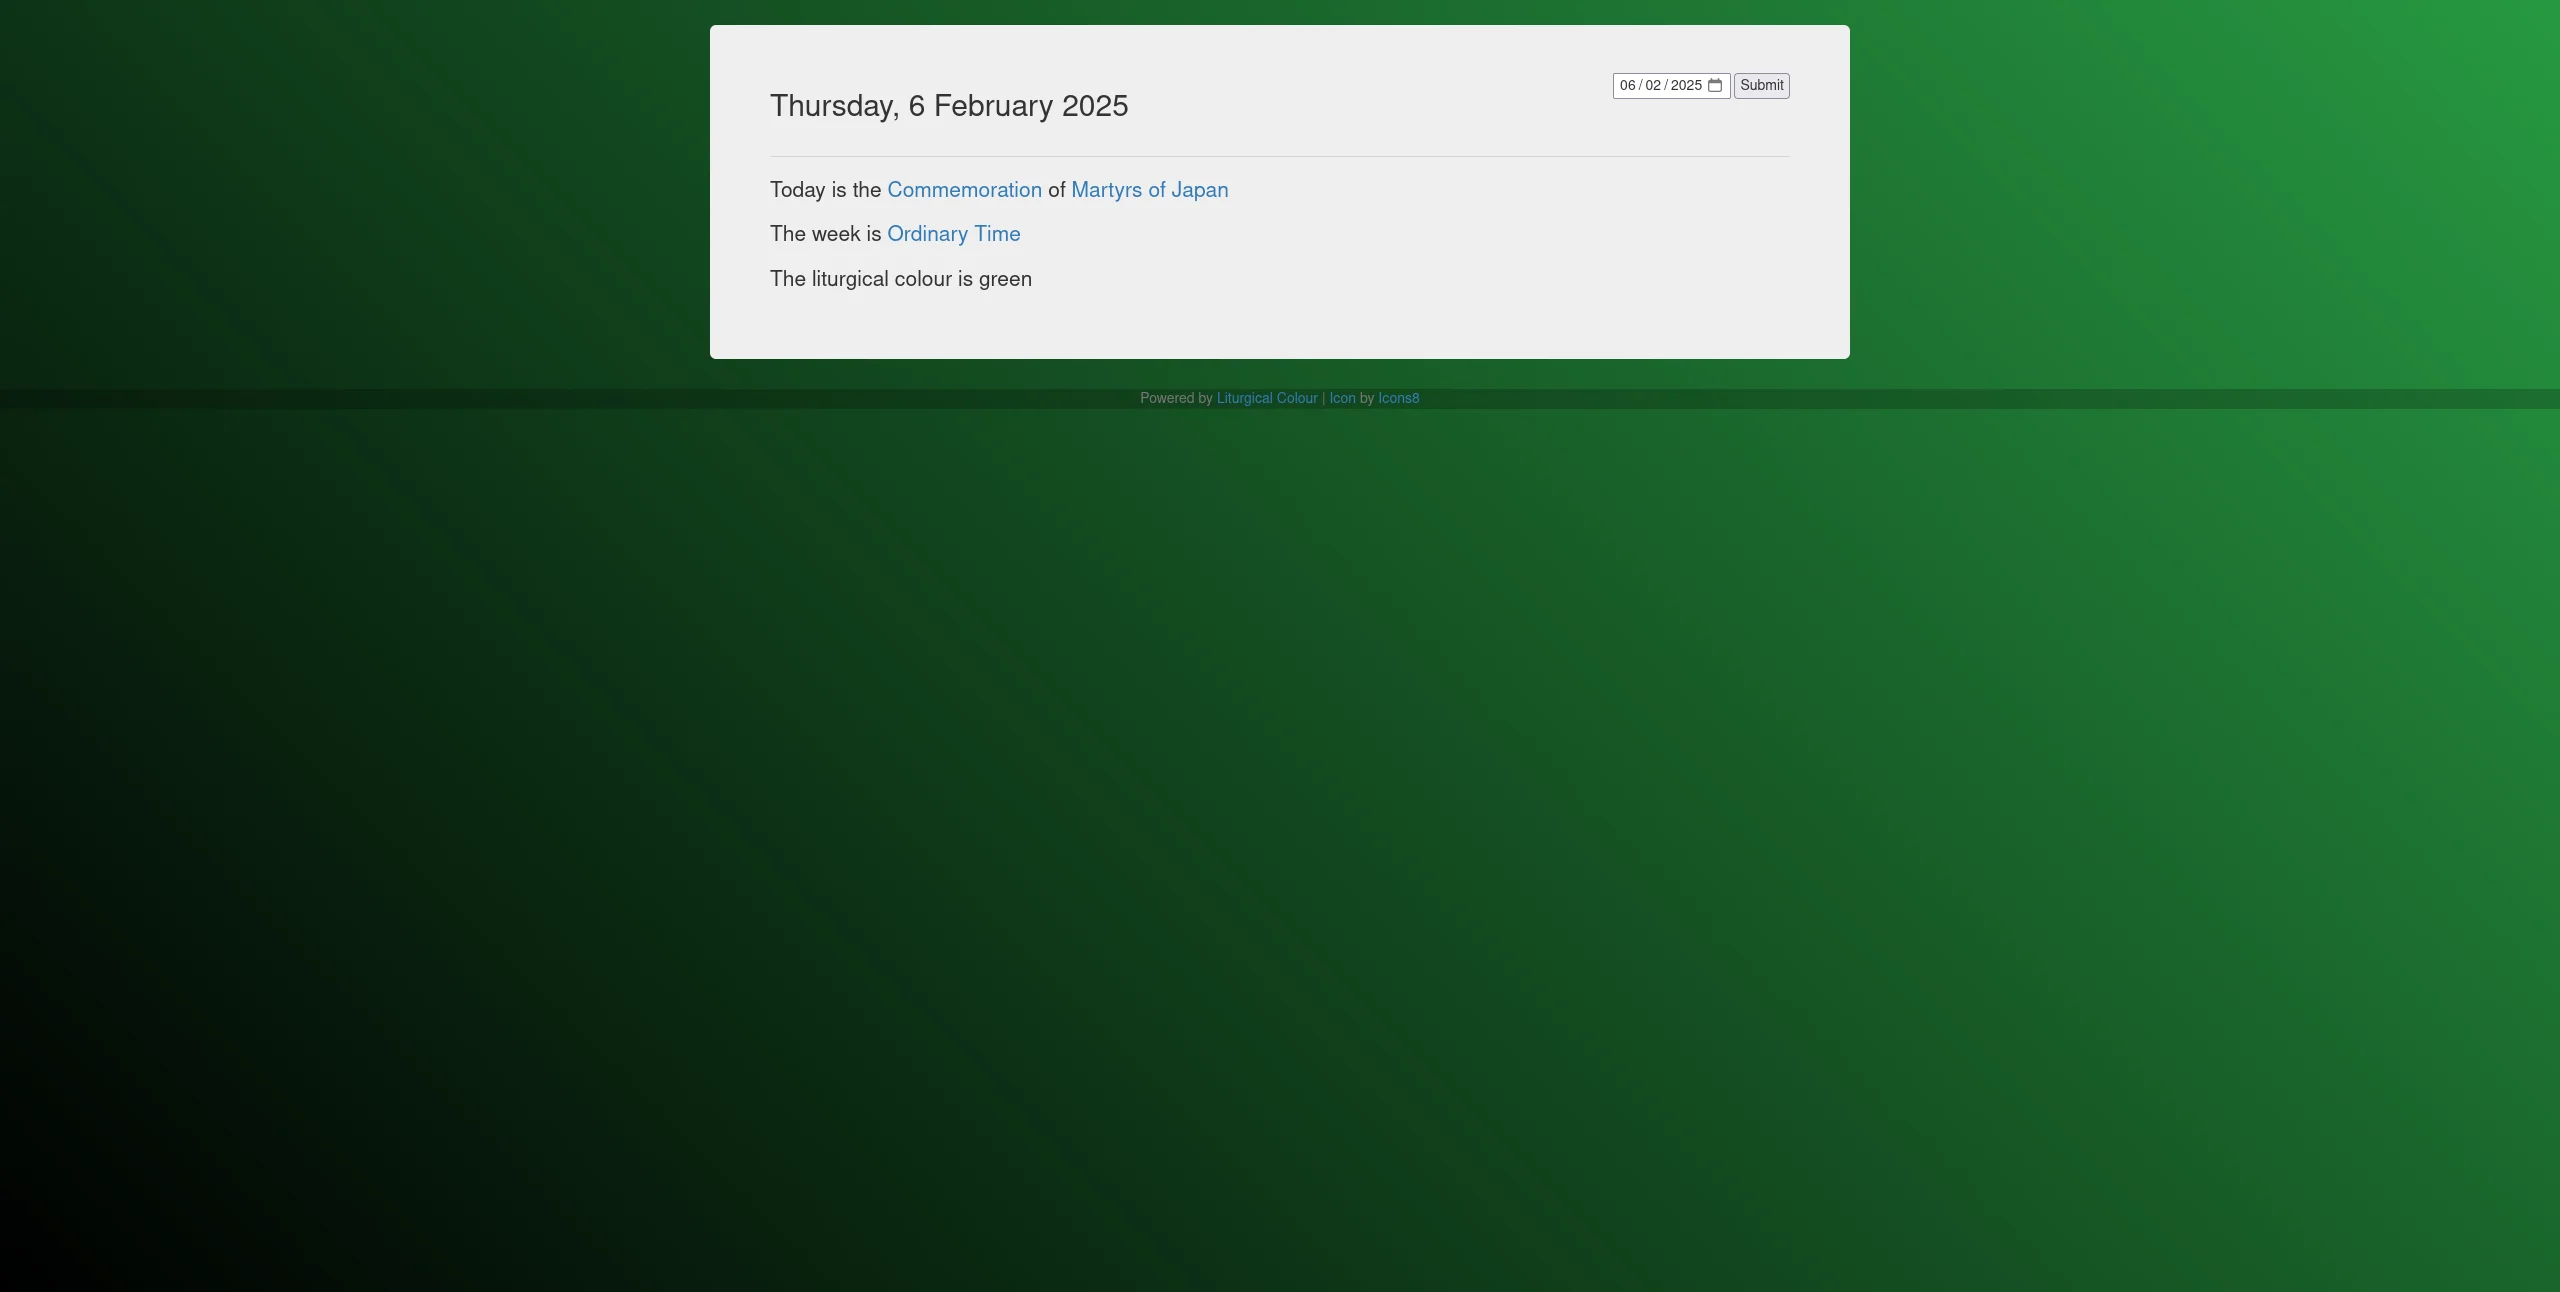 Thursday, 6 February 2025
06/02/2025 Submit
Today is the Commemoration of Martyrs of Japan
The week is Ordinary Time
The liturgical colour is green
Powered by Liturgical Colour | Icon by Icons8